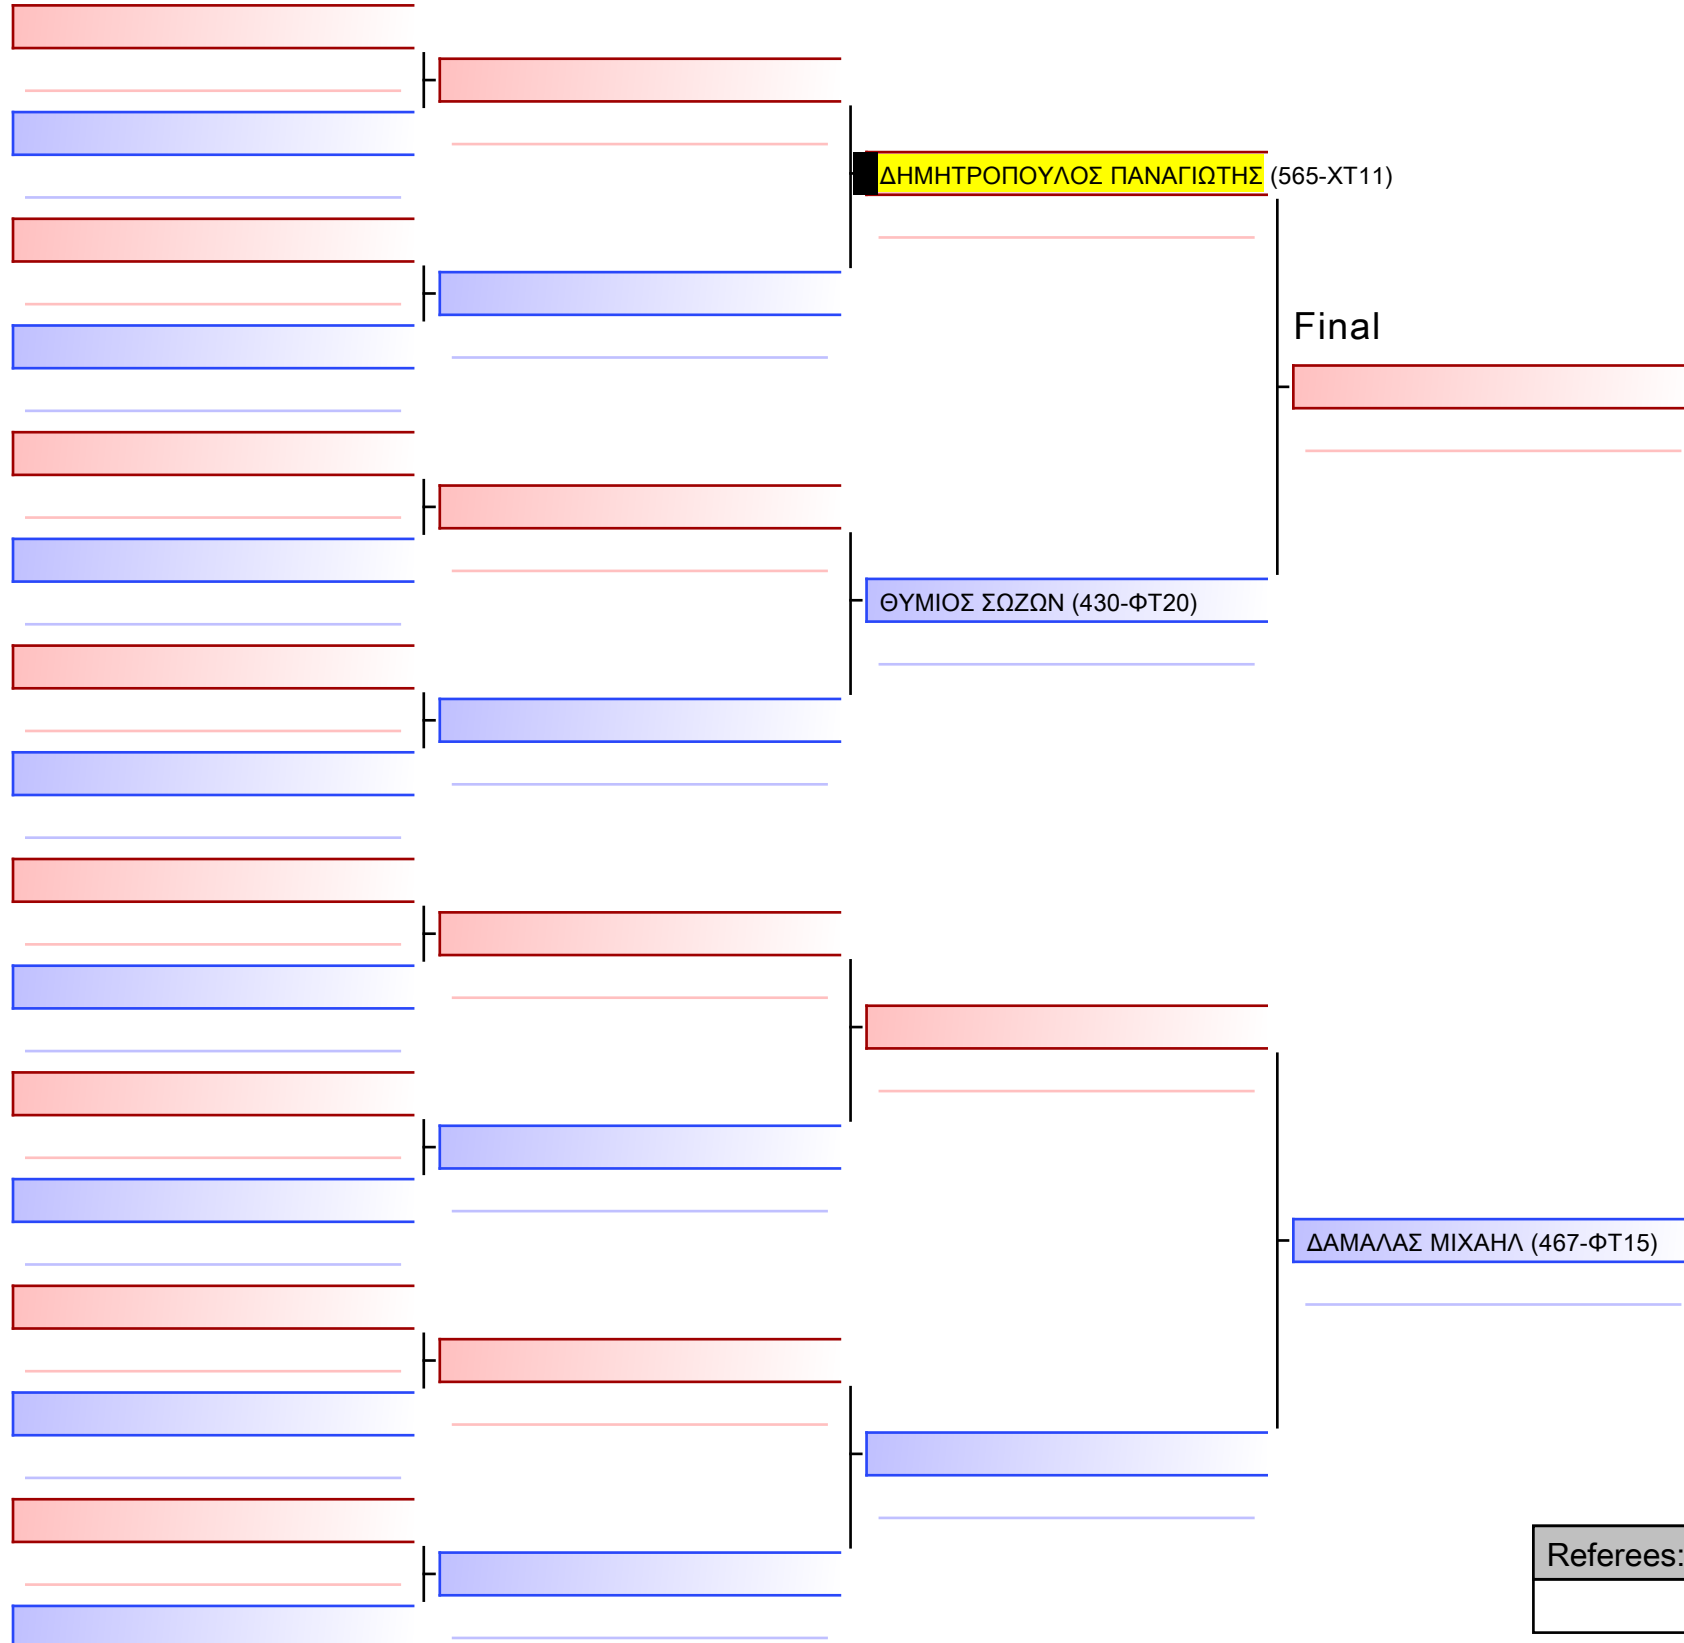 ΔΗΜΗΤΡΟΠΟΥΛΟΣ ΠΑΝΑΓΙΩΤΗΣ (565-ΧΤ11)
Final
ΘΥΜΙΟΣ ΣΩΖΩΝ (430-ΦΤ20)
ΔΑΜΑΛΑΣ ΜΙΧΑΗΛ (467-ΦΤ15)
Referees: